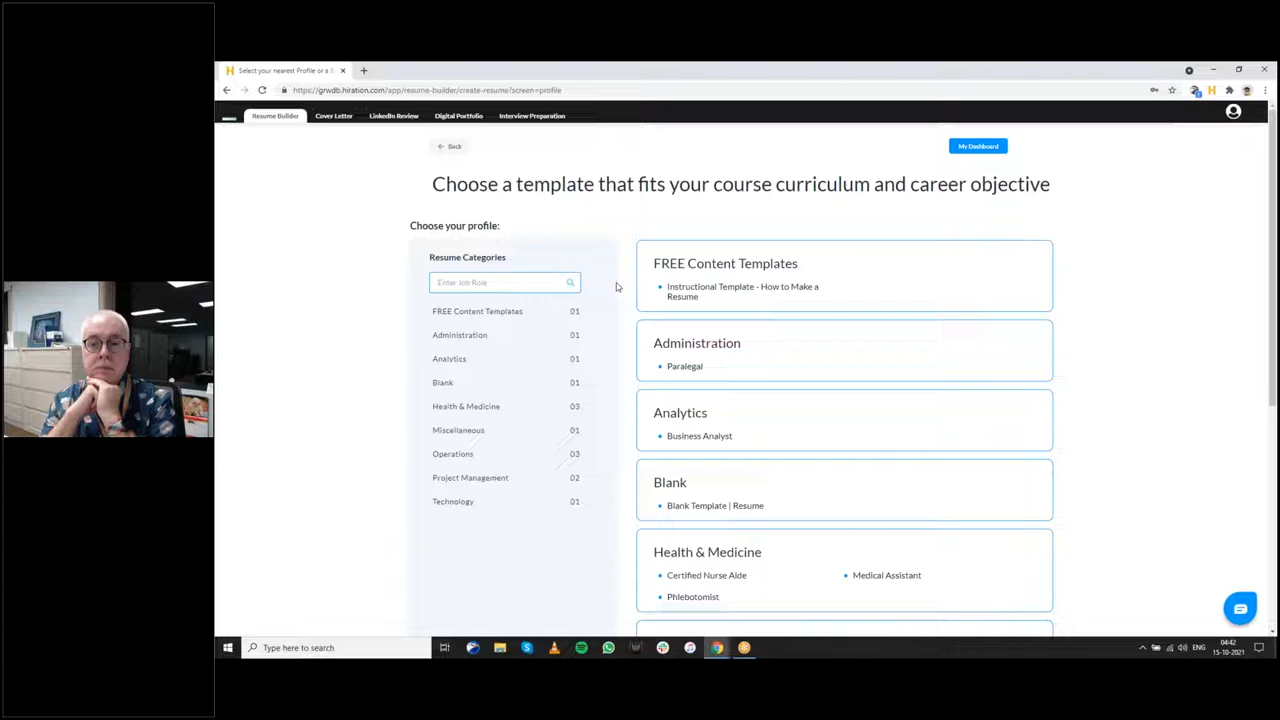 Select your nearest Profile or a
https://grwdb.hiration.com/app/resume-builder/create-resume?screen=profile
Resume Builder
Cover Letter
LinkedIn Review
Digital Portfolio
Interview Preparation
← Back
My Dashboard
Choose a template that fits your course curriculum and career objective
Choose your profile:
Resume Categories
Enter Job Role
FREE Content Templates 01
Administration 01
Analytics 01
Blank 01
Health & Medicine 03
Miscellaneous 01
Operations 03
Project Management 02
Technology 01
FREE Content Templates
Instructional Template - How to Make a
Resume
Administration
Paralegal
Analytics
Business Analyst
Blank
Blank Template | Resume
Health & Medicine
Certified Nurse Aide
Medical Assistant
Phlebotomist
Type here to search
ENG
04:42
15-10-2021